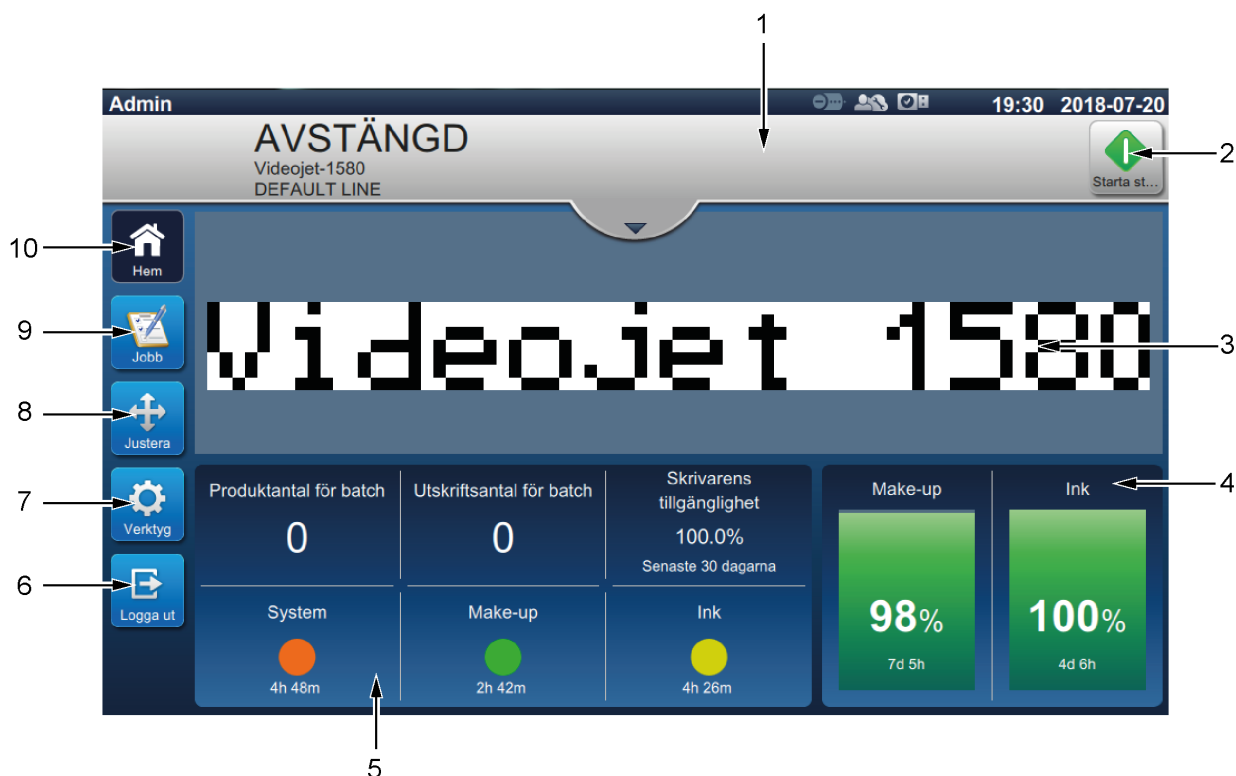 1
Admin
19:30 2018-07-20
AVSTÄNGD
Videojet-1580
DEFAULT LINE
Starta st...
2
10
Hem
9
Jobb
8
Justera
7
Verktyg
6
Logga ut
Videojet 1580
3
Produktantal för batch
0
Utskriftsantal för batch
0
Skrivarens
tillgänglighet
100.0%
Senaste 30 dagarna
System
4h 48m
Make-up
2h 42m
Ink
4h 26m
Make-up
98%
7d 5h
Ink
100%
4d 6h
4
5